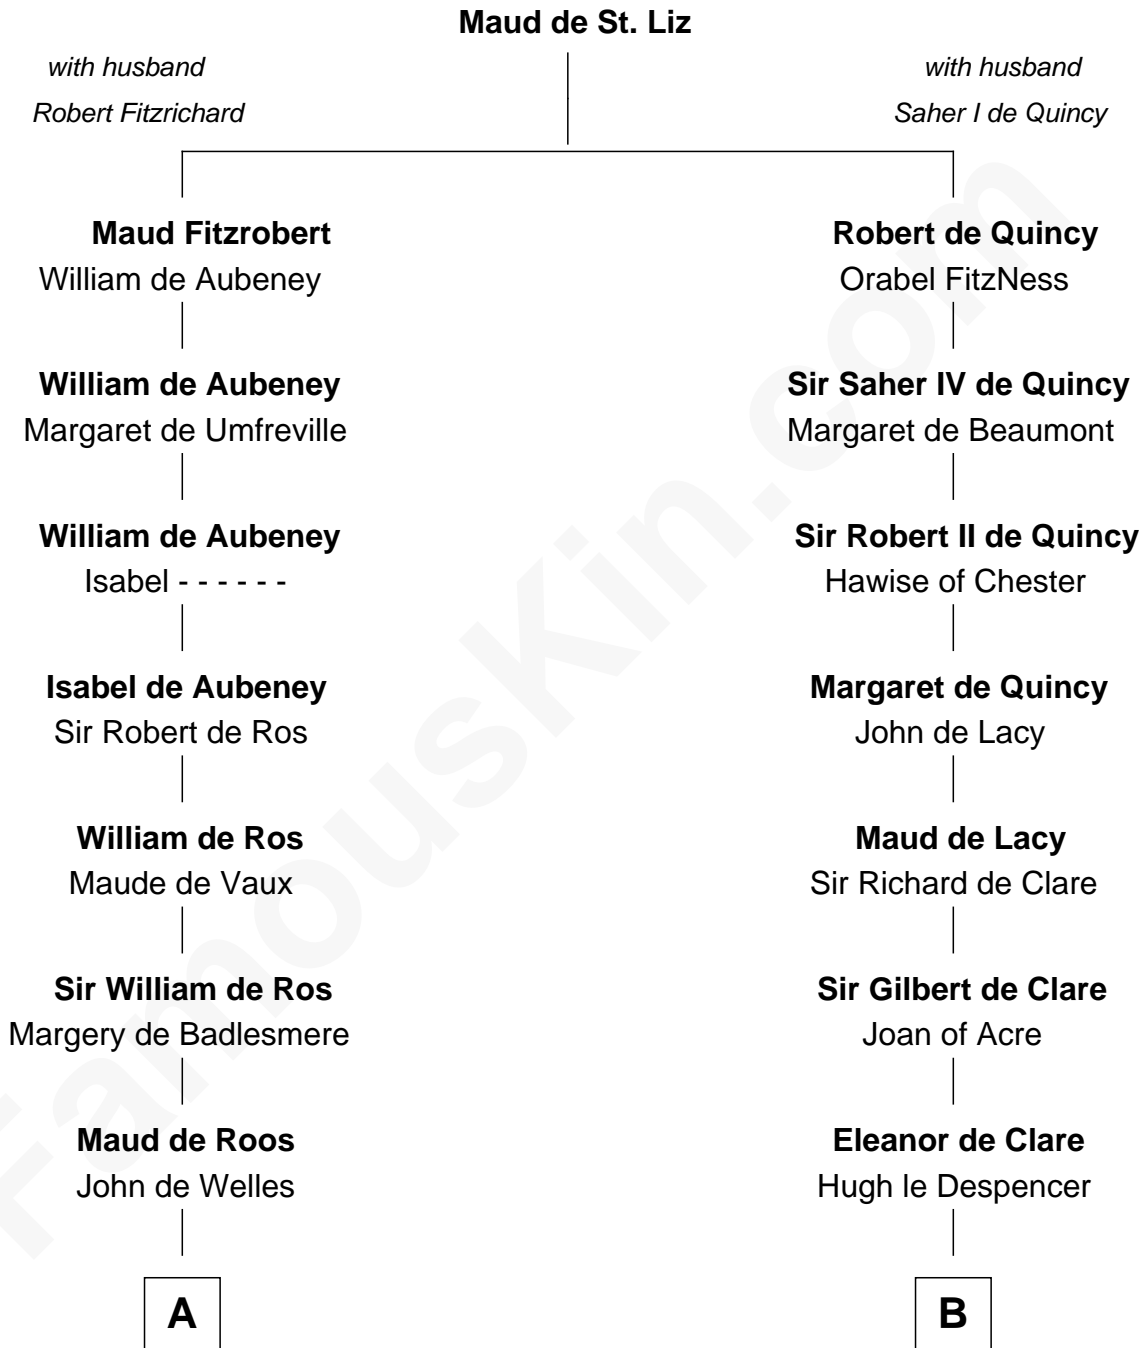 Maud de St. Liz
with husband
Robert Fitzrichard
with husband
Saher I de Quincy
Maud Fitzrobert
William de Aubeney
Robert de Quincy
Orabel FitzNess
William de Aubeney
Margaret de Umfreville
Sir Saher IV de Quincy
Margaret de Beaumont
William de Aubeney
Isabel - - - - - -
Sir Robert II de Quincy
Hawise of Chester
Isabel de Aubeney
Sir Robert de Ros
Margaret de Quincy
John de Lacy
William de Ros
Maude de Vaux
Maud de Lacy
Sir Richard de Clare
Sir William de Ros
Margery de Badlesmere
Sir Gilbert de Clare
Joan of Acre
Maud de Roos
John de Welles
Eleanor de Clare
Hugh le Despencer
A
B
FamousKin.com